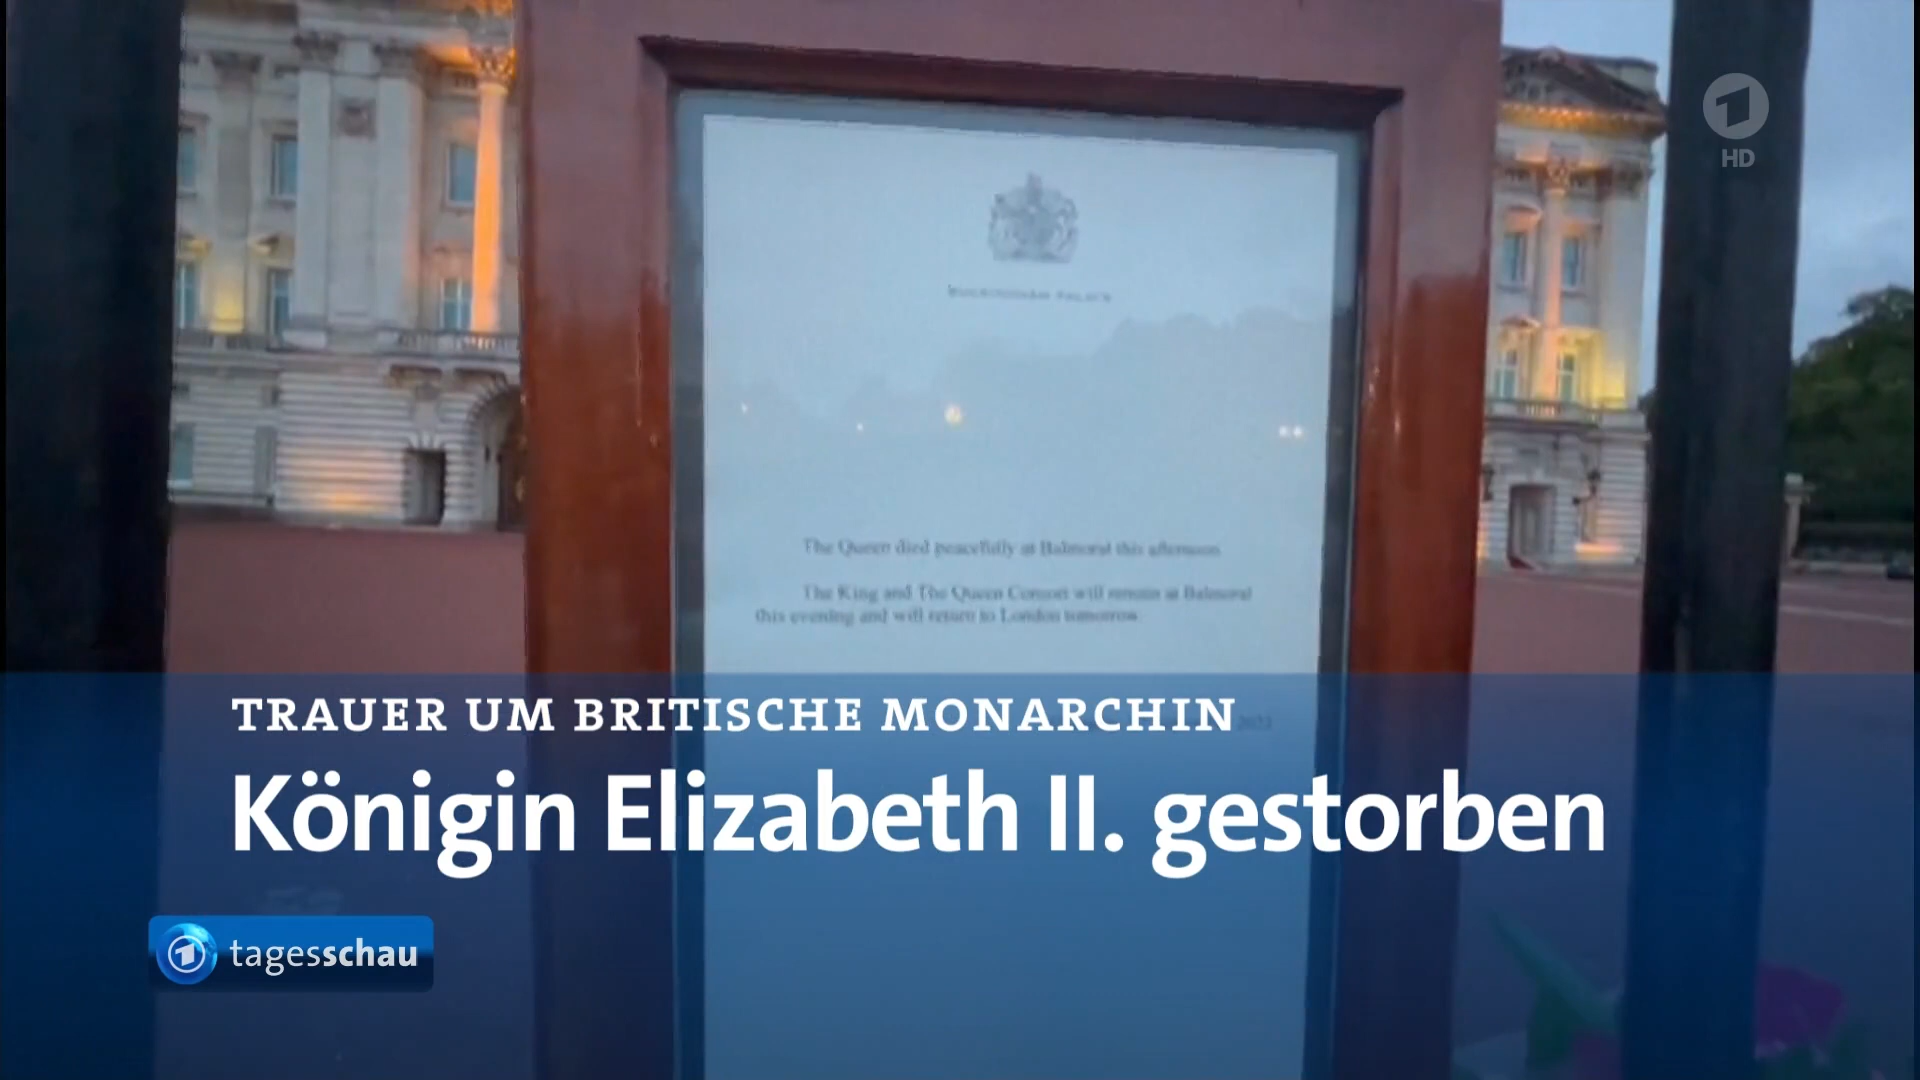 1
HD
BUCKINGHAM PALACE
The Queen died peacefully at Balmoral this afternoon.
The King and The Queen Consort will remain at Balmoral
this evening and will return to London tomorrow.
TRAUER UM BRITISCHE MONARCHIN
Königin Elizabeth II. gestorben
1 tagesschau